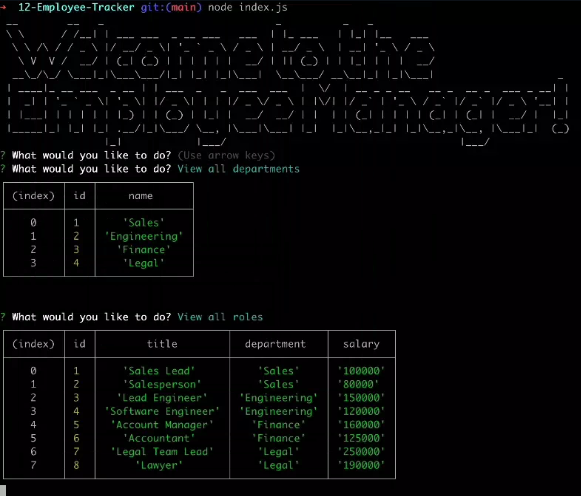 ➜ 12-Employee-Tracker git:(main) node index.js
Welcome to the
Employee Manager!
? What would you like to do? (Use arrow keys)
? What would you like to do? View all departments
(index) id name
0 1 'Sales'
1 2 'Engineering'
2 3 'Finance'
3 4 'Legal'
? What would you like to do? View all roles
(index) id title department salary
0 1 'Sales Lead' 'Sales' '100000'
1 2 'Salesperson' 'Sales' '80000'
2 3 'Lead Engineer' 'Engineering' '150000'
3 4 'Software Engineer' 'Engineering' '120000'
4 5 'Account Manager' 'Finance' '160000'
5 6 'Accountant' 'Finance' '125000'
6 7 'Legal Team Lead' 'Legal' '250000'
7 8 'Lawyer' 'Legal' '190000'